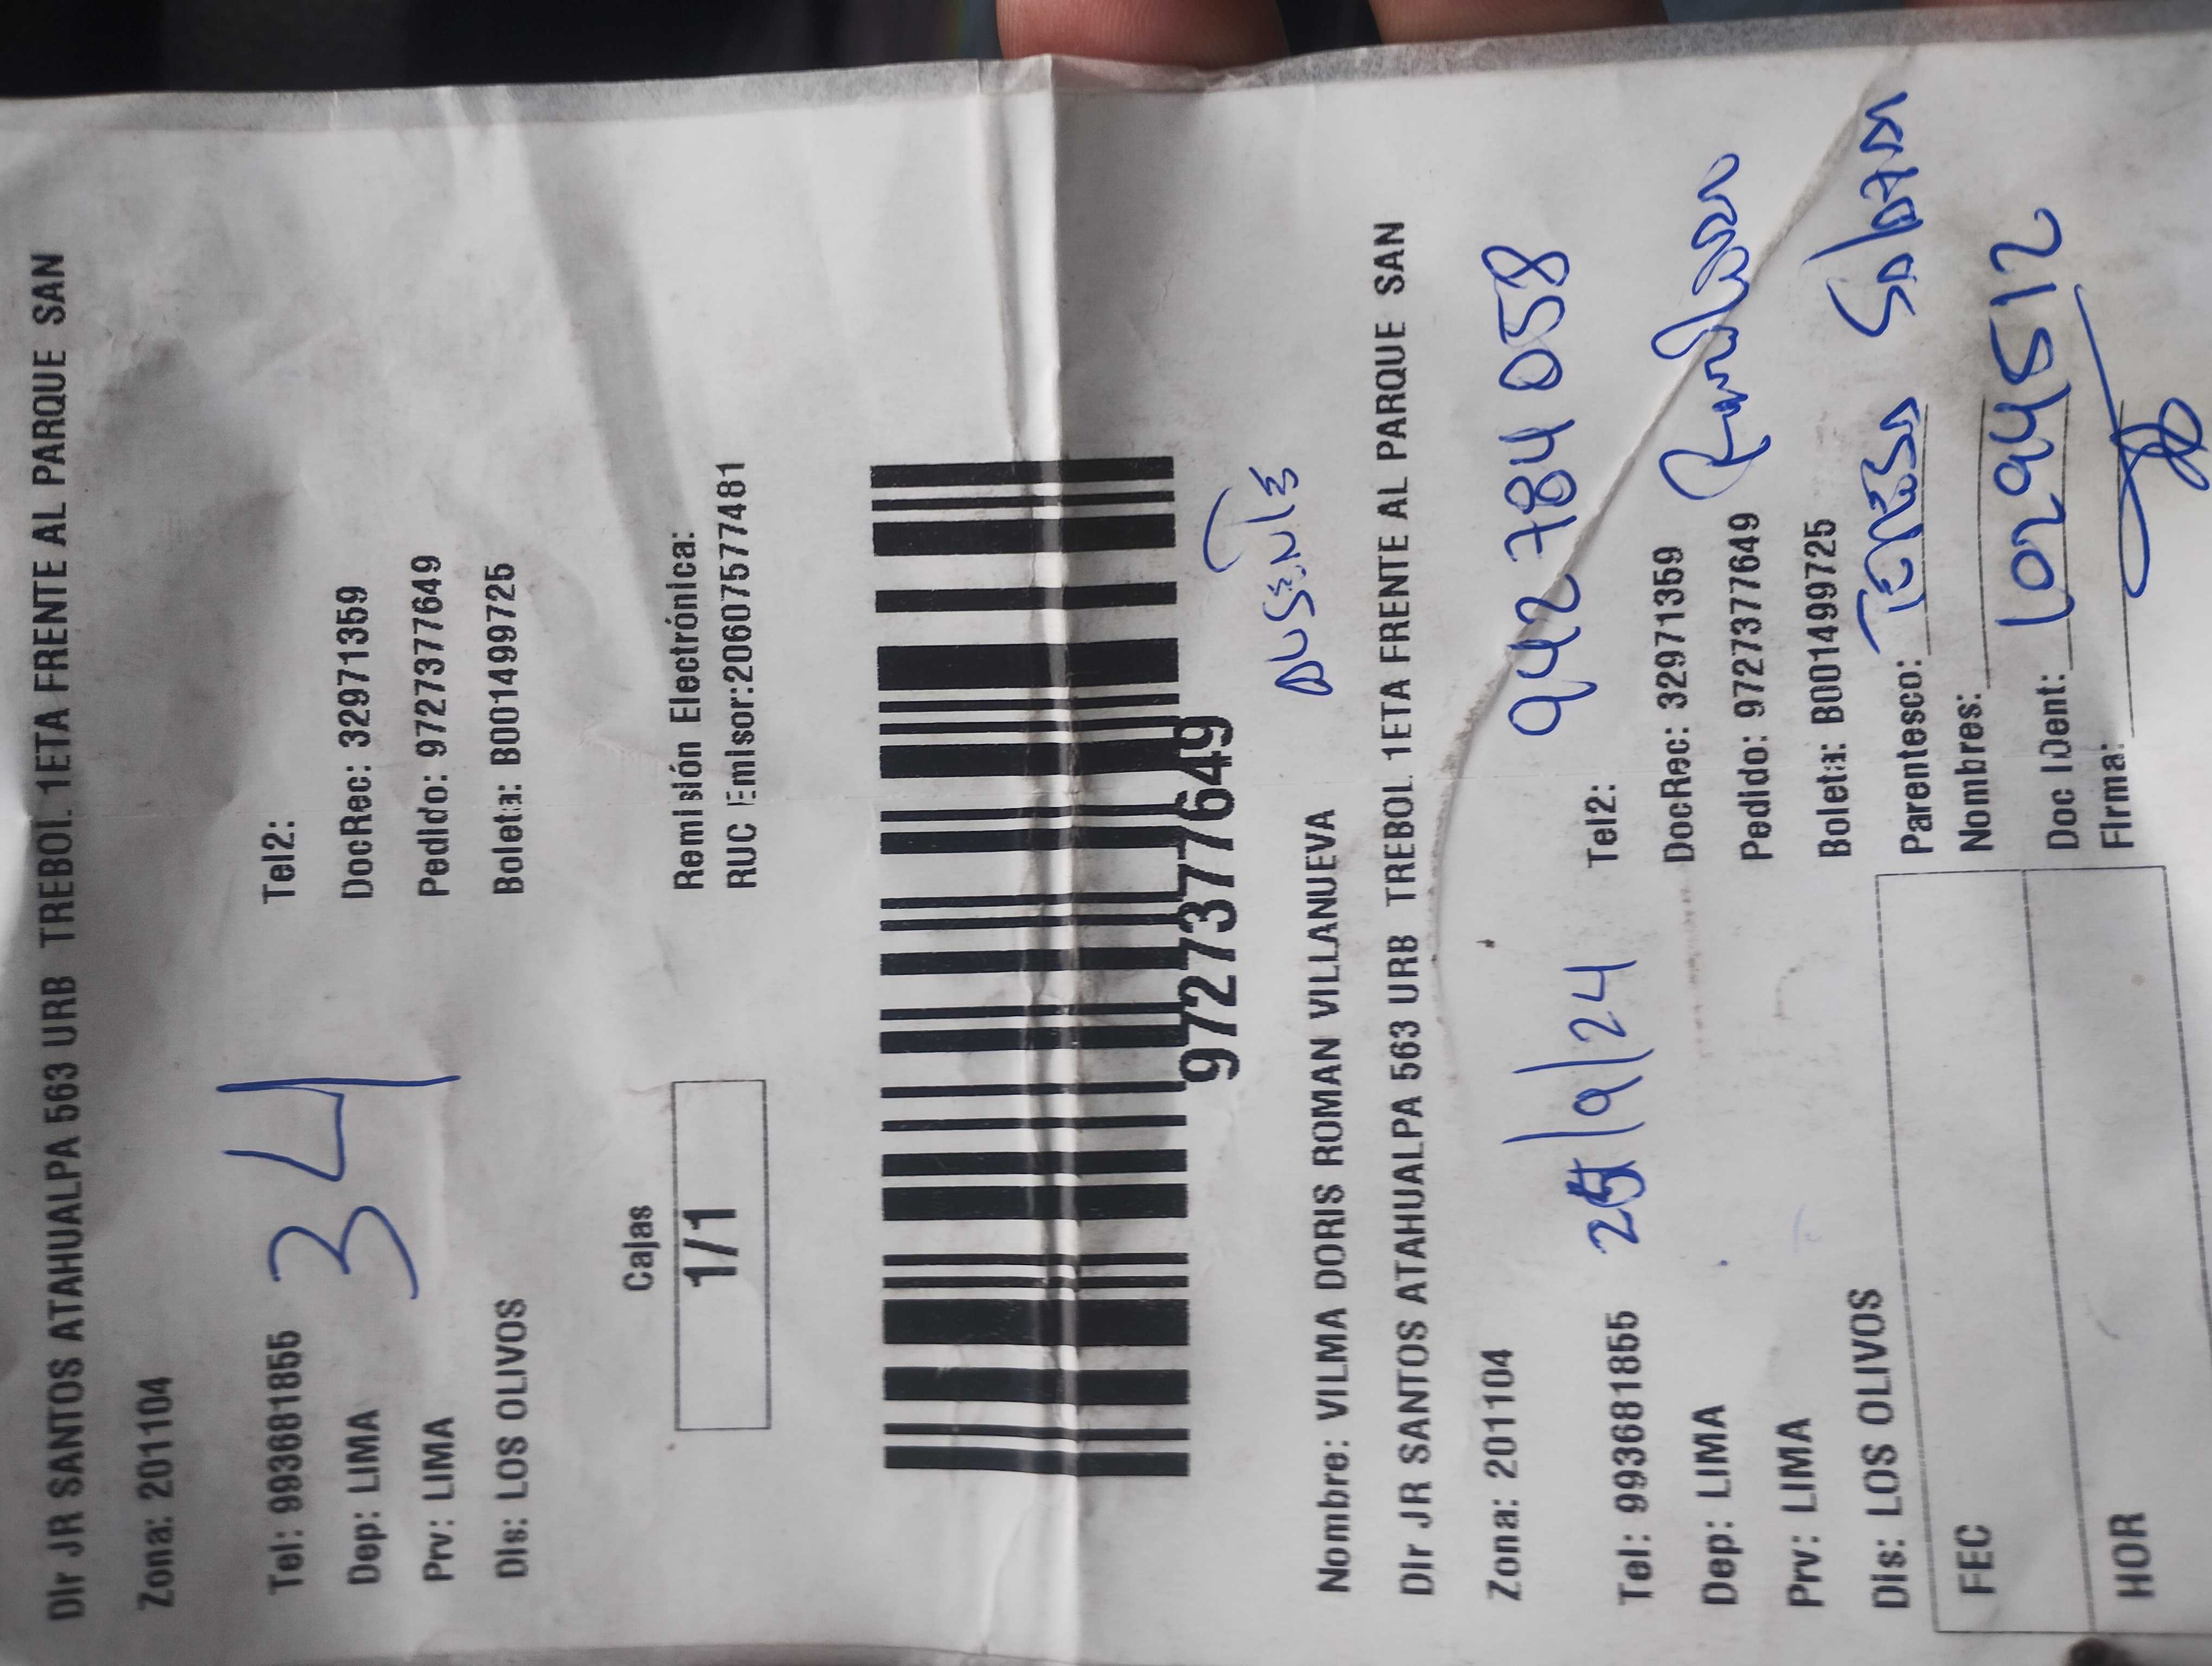 Dir JR SANTOS ATAHUALPA 563 URB TREBOL 1ETA FRENTE AL PARQUE SAN
Zona: 201104
34
Tel: 993681855 Tel2:
Dep: LIMA DocRec: 32971359
Prv: LIMA Pedido: 9727377649
Dis: LOS OLIVOS Boleta: B001499725
Cajas Remisión Electrónica:
1/1 RUC Emisor:20607577481
9727377649
AUSENTE
Nombre: VILMA DORIS ROMAN VILLANUEVA
Dir JR SANTOS ATAHUALPA 563 URB TREBOL 1ETA FRENTE AL PARQUE SAN
Zona: 201104 942 784 058
Tel: 993681855 25/9/24 Tel2:
Dep: LIMA DocRec: 32971359
Prv: LIMA Pedido: 9727377649
Dis: LOS OLIVOS Boleta: B001499725
FEC Parentesco:
Nombres:
HOR Doc IDent: 10294512
Firma: